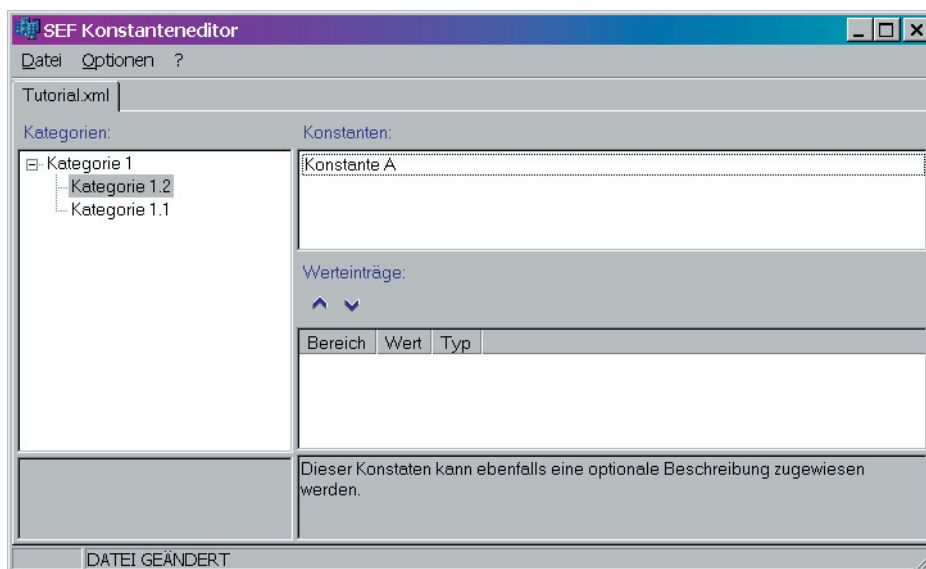 SEF Konstanteneditor
Datei Optionen ?
Tutorial.xml
Kategorien:
Kategorie 1
Kategorie 1.2
Kategorie 1.1
Konstanten:
Konstante A
Werteinträge:
Bereich Wert Typ
Dieser Konstaten kann ebenfalls eine optionale Beschreibung zugewiesen
werden.
DATEI GEÄNDERT